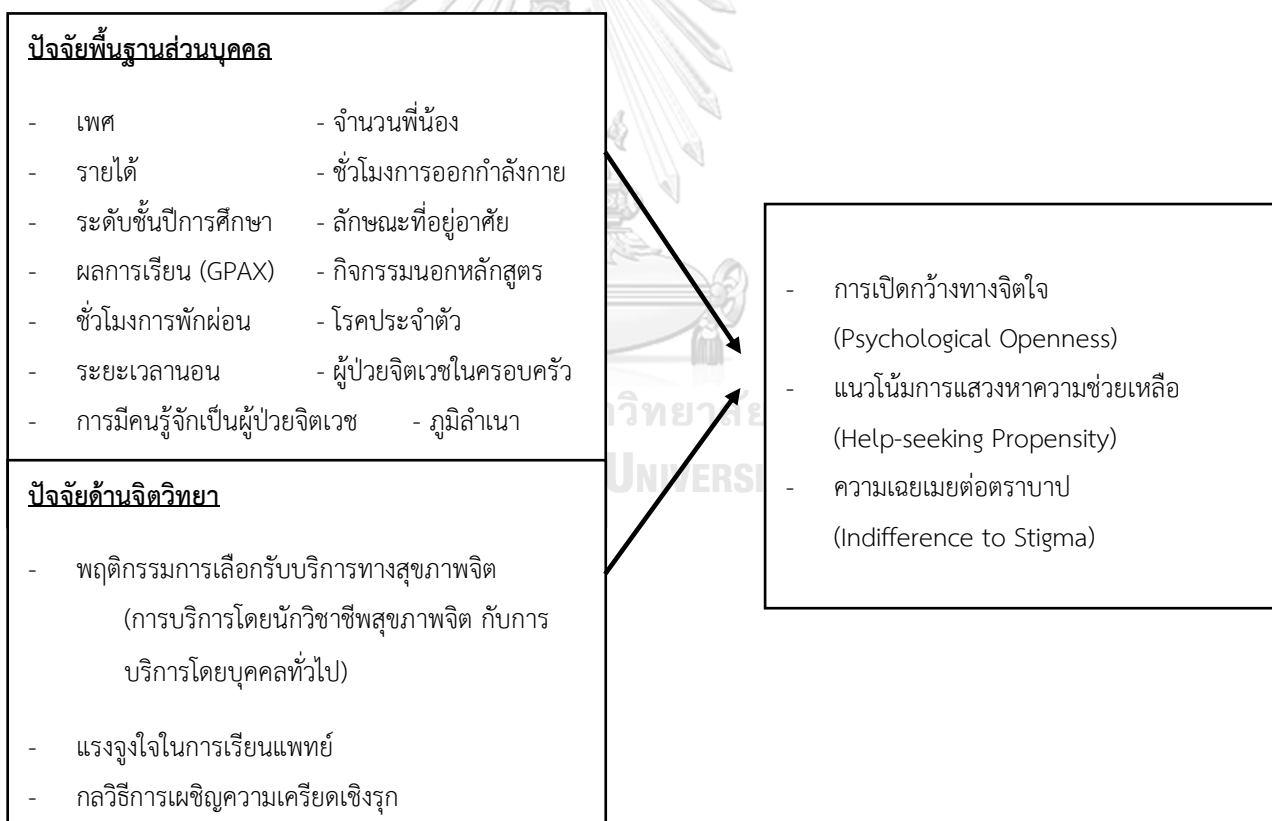 ปัจจัยพื้นฐานส่วนบุคคล
- เพศ - จำนวนพี่น้อง
- รายได้ - ชั่วโมงการออกกำลังกาย
- ระดับชั้นปีการศึกษา - ลักษณะที่อยู่อาศัย
- ผลการเรียน (GPAX) - กิจกรรมนอกหลักสูตร
- ชั่วโมงการพักผ่อน - โรคประจำตัว
- ระยะเวลานอน - ผู้ป่วยจิตเวชในครอบครัว
- การมีคนรู้จักเป็นผู้ป่วยจิตเวช - ภูมิลำเนา
ปัจจัยด้านจิตวิทยา
- พฤติกรรมการเลือกรับบริการทางสุขภาพจิต
(การบริการโดยนักวิชาชีพสุขภาพจิต กับการ
บริการโดยบุคคลทั่วไป)
- แรงจูงใจในการเรียนแพทย์
- กลวิธีการเผชิญความเครียดเชิงรุก
- การเปิดกว้างทางจิตใจ
(Psychological Openness)
- แนวโน้มการแสวงหาความช่วยเหลือ
(Help-seeking Propensity)
- ความเฉยเมยต่อตราบาป
(Indifference to Stigma)